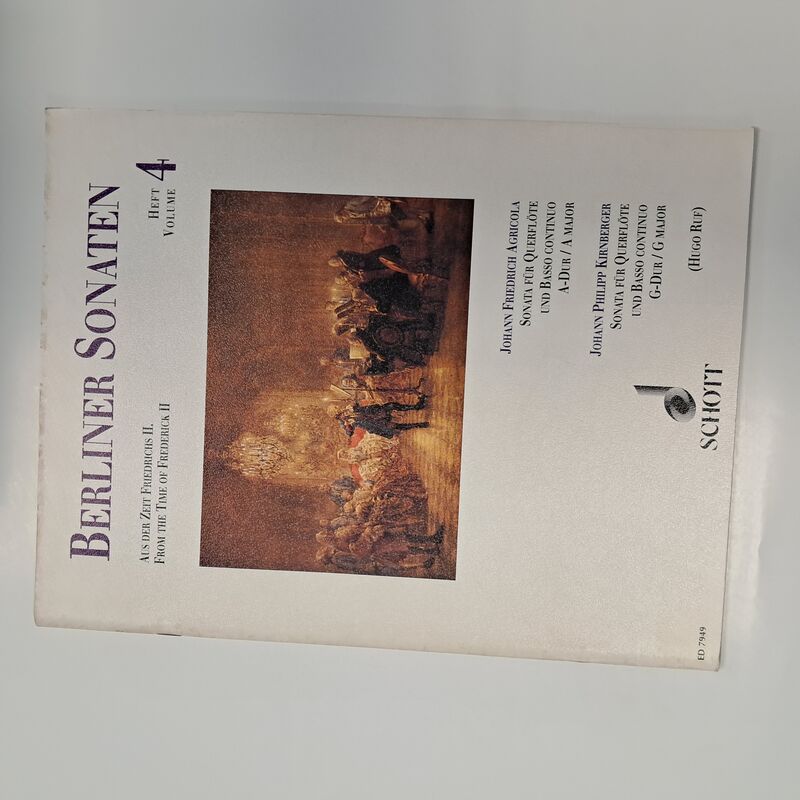 BERLINER SONATEN
AUS DER ZEIT FRIEDRICHS II.
FROM THE TIME OF FREDERICK II
HEFT
VOLUME
4
JOHANN FRIEDRICH AGRICOLA
SONATA FÜR QUERFLÖTE
UND BASSO CONTINUO
A-DUR / A MAJOR
JOHANN PHILIPP KIRNBERGER
SONATA FÜR QUERFLÖTE
UND BASSO CONTINUO
G-DUR / G MAJOR
(HUGO RUF)
SCHOTT
ED 7949